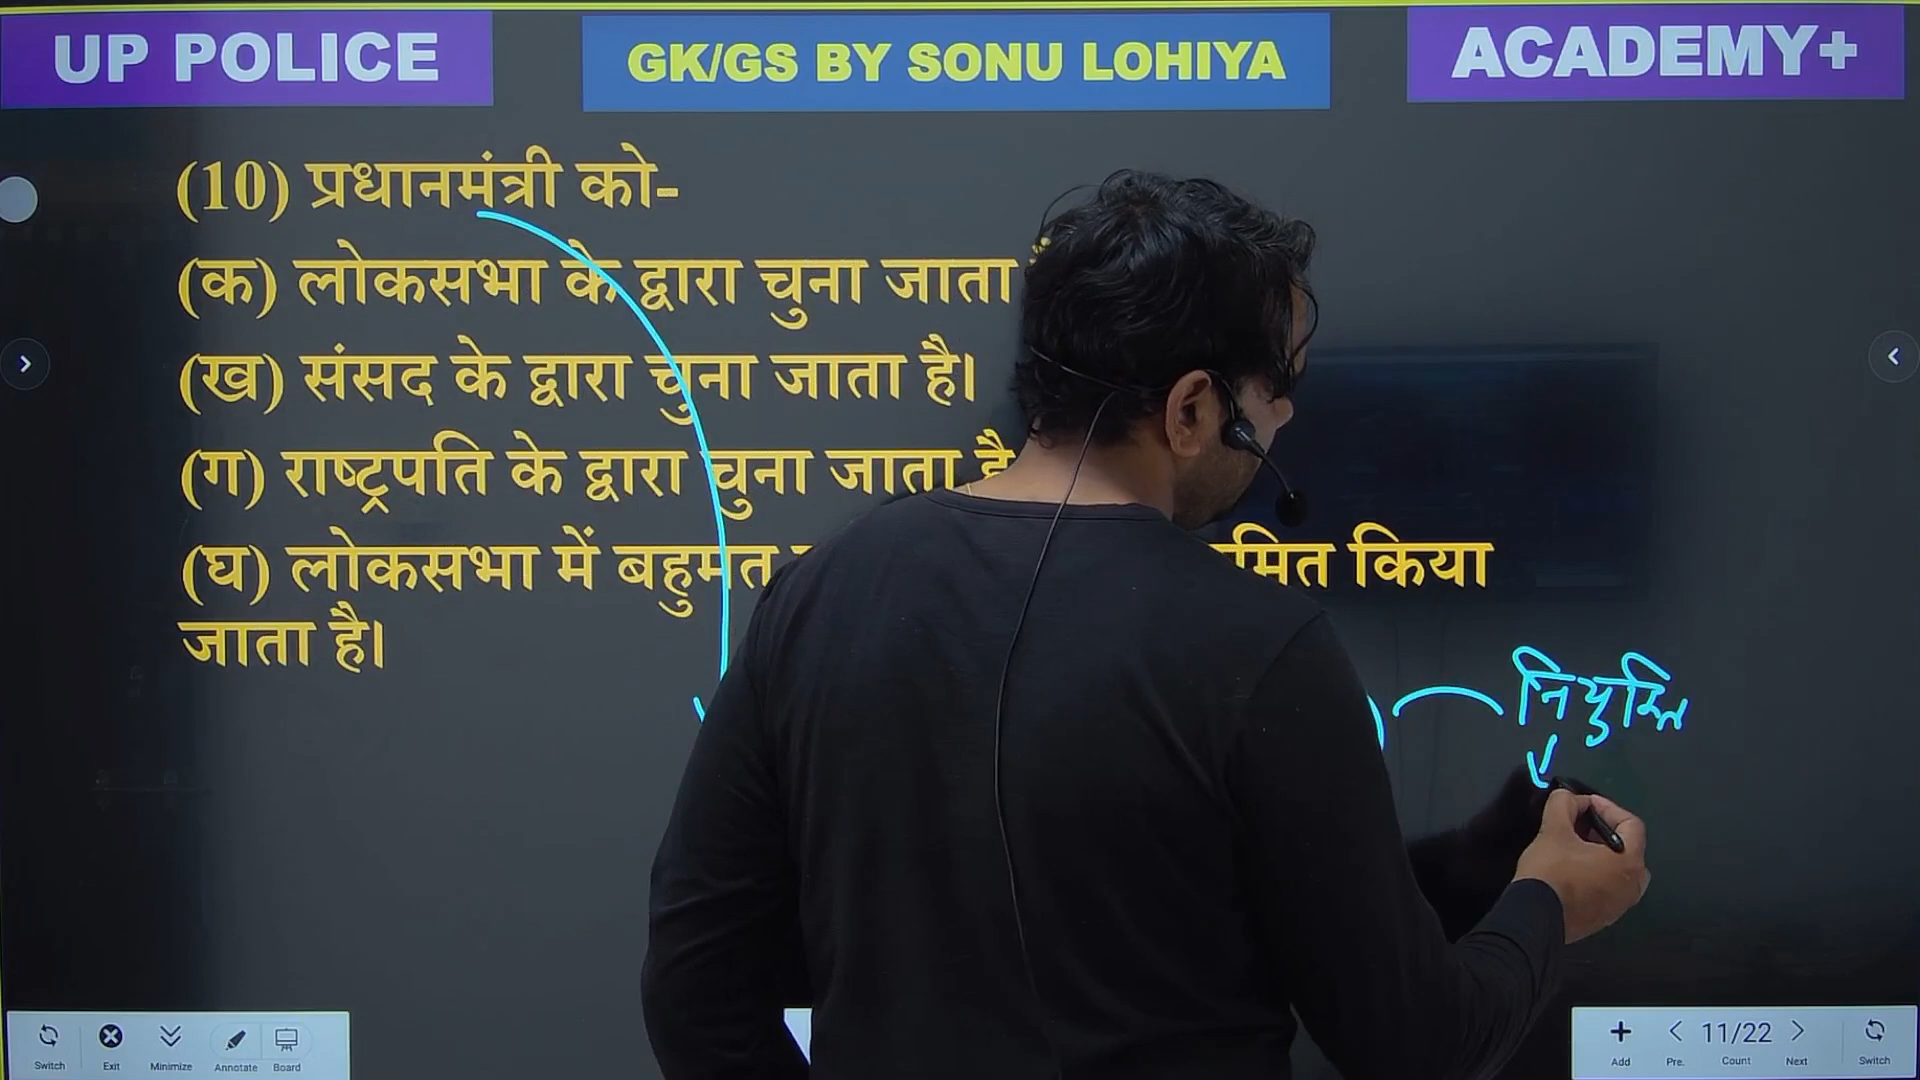 UP POLICE
GK/GS BY SONU LOHIYA
ACADEMY+
(10) प्रधानमंत्री को-
(क) लोकसभा के द्वारा चुना जाता
(ख) संसद के द्वारा चुना जाता है।
(ग) राष्ट्रपति के द्वारा चुना जाता है
(घ) लोकसभा में बहुमत किया
जाता है।
नियुक्ति
Switch
Exit
Minimize
Annotate
Board
Add
Pre.
11/22
Count
Next
Switch